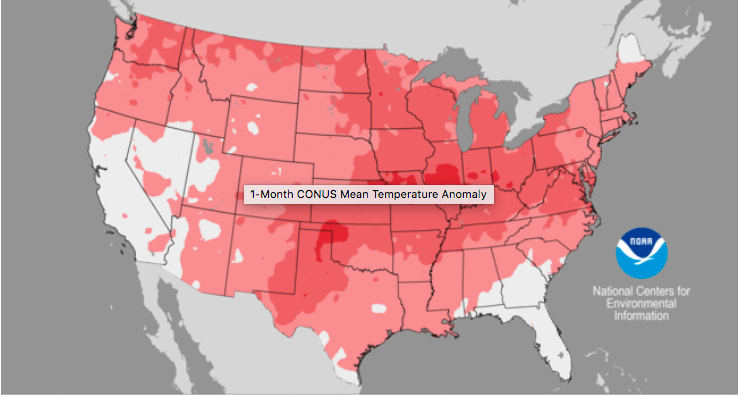 1-Month CONUS Mean Temperature Anomaly
NOAA
National Centers for
Environmental
Information